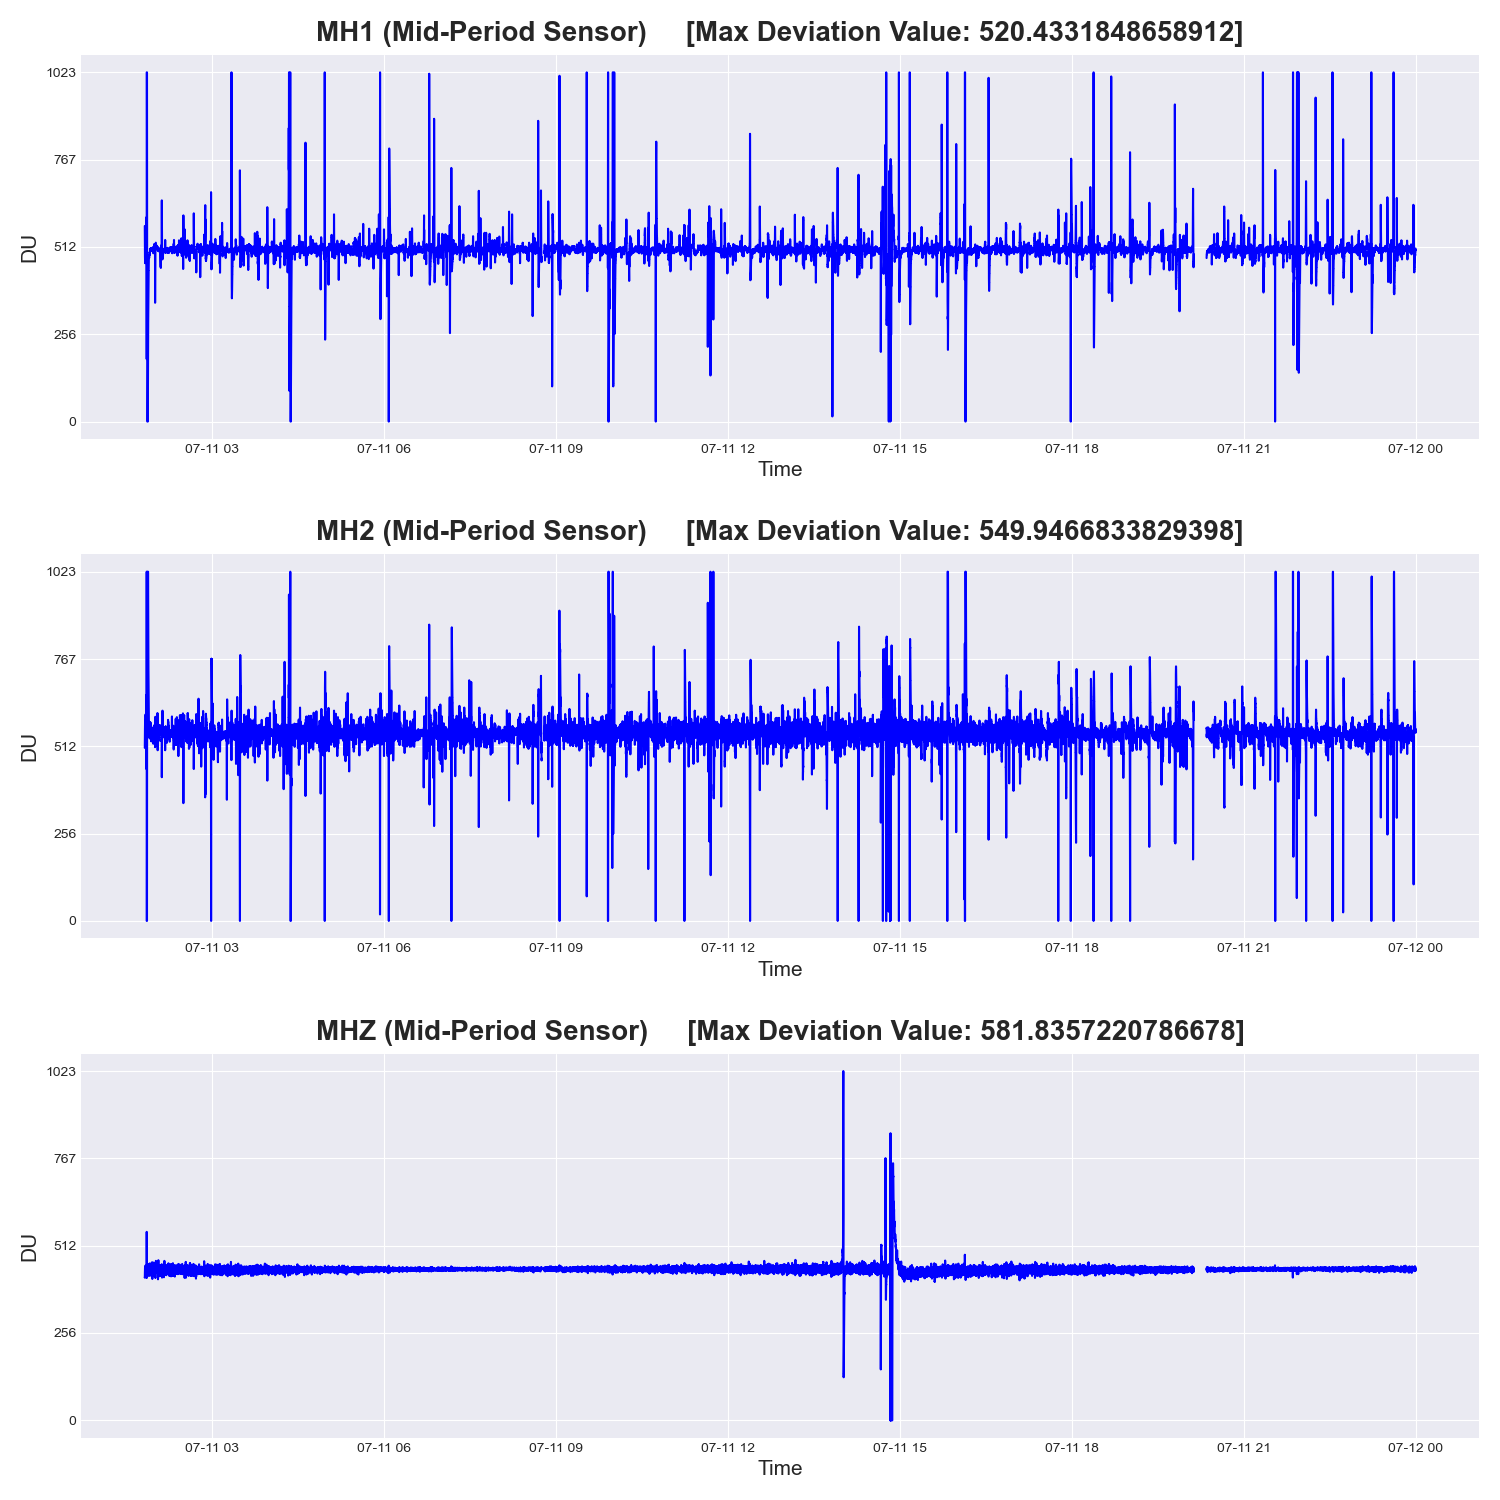 MH1 (Mid-Period Sensor) [Max Deviation Value: 520.4331848658912]
1023
767
512
256
0
DU
07-11 03 07-11 06 07-11 09 07-11 12 07-11 15 07-11 18 07-11 21 07-12 00
Time
MH2 (Mid-Period Sensor) [Max Deviation Value: 549.9466833829398]
1023
767
512
256
0
DU
07-11 03 07-11 06 07-11 09 07-11 12 07-11 15 07-11 18 07-11 21 07-12 00
Time
MHZ (Mid-Period Sensor) [Max Deviation Value: 581.8357220786678]
1023
767
512
256
0
DU
07-11 03 07-11 06 07-11 09 07-11 12 07-11 15 07-11 18 07-11 21 07-12 00
Time